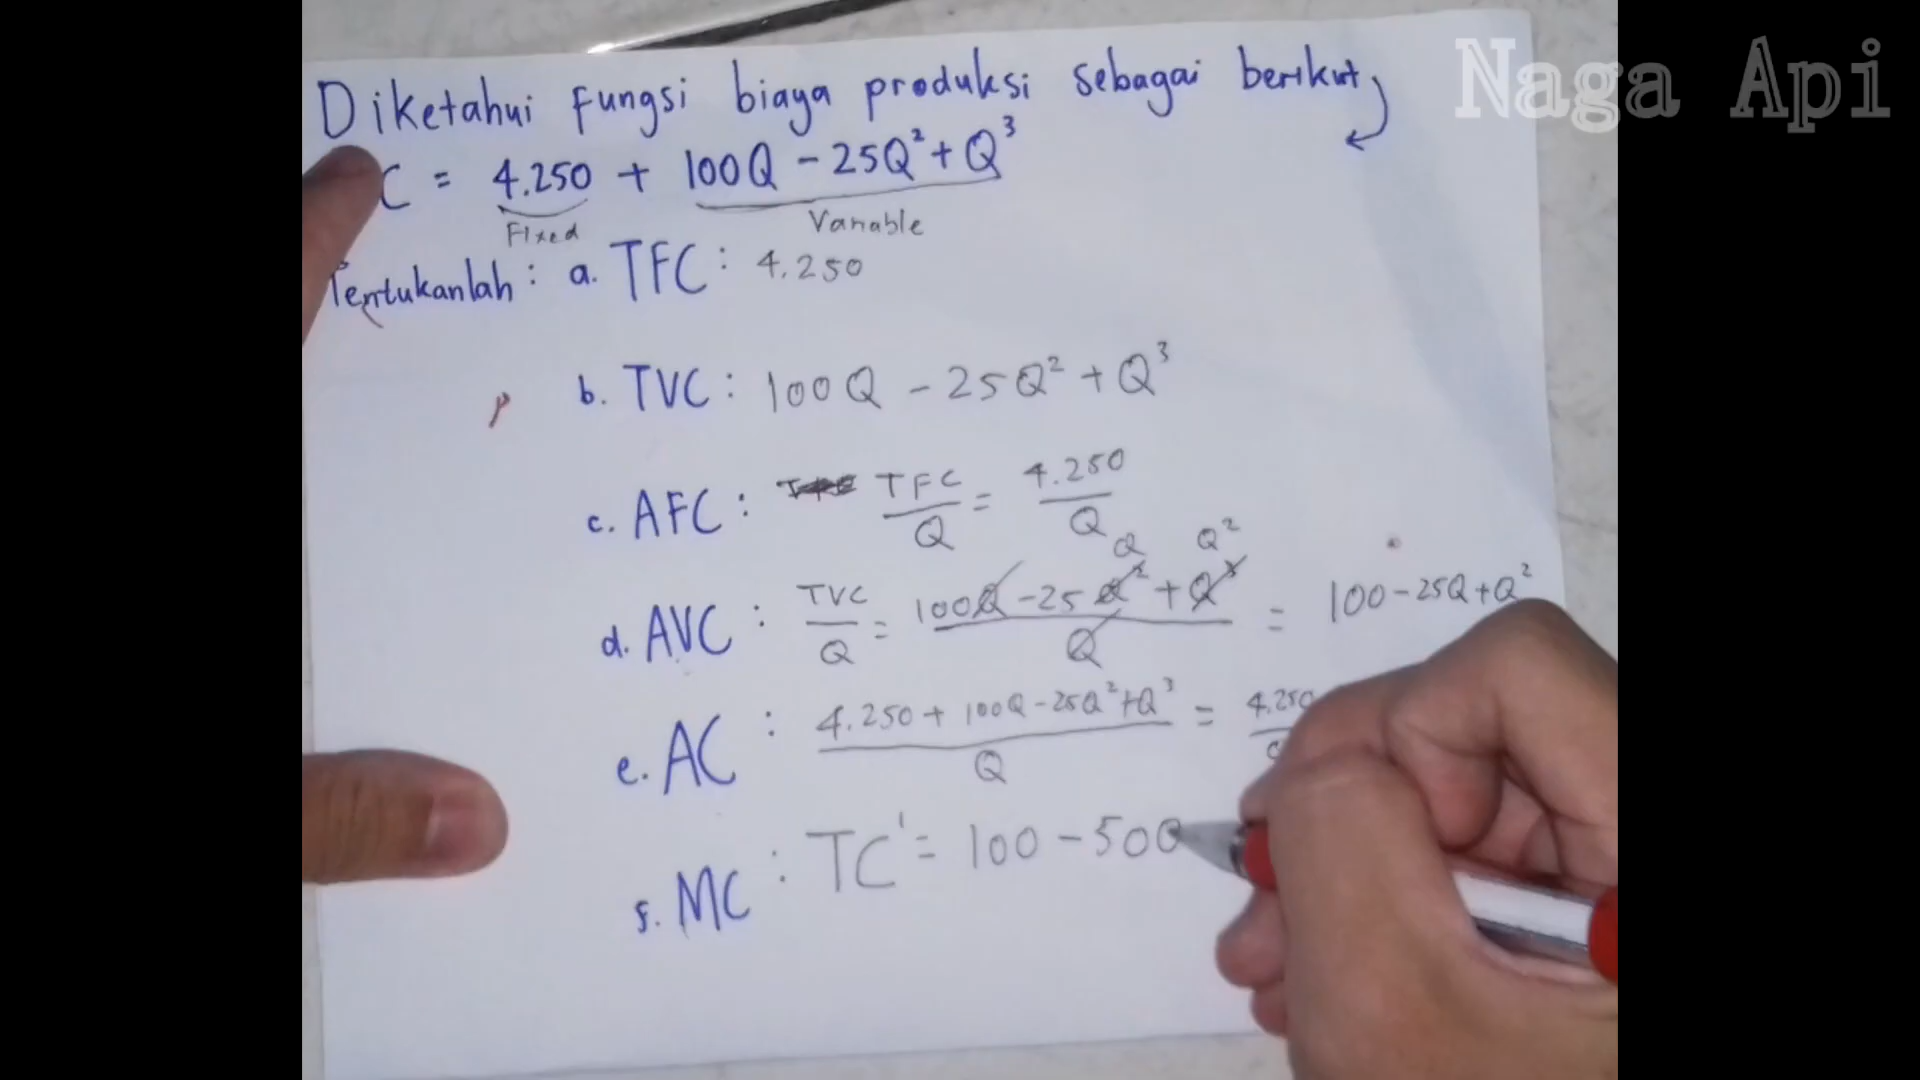 Naga Api
Diketahui fungsi biaya produksi sebagai berikut,
C = 4.250 + 100Q - 25Q² + Q³
Fixed Variable
Tentukanlah : a. TFC : 4.250
b. TVC : 100Q - 25Q² + Q³
c. AFC : TFC/Q = 4.250/Q
Q Q²
d. AVC : TVC/Q = 100Q - 25Q² + Q³/Q = 100 - 25Q + Q²
e. AC : 4.250 + 100Q - 25Q² + Q³/Q = 4.250
f. MC : TC' = 100 - 50Q